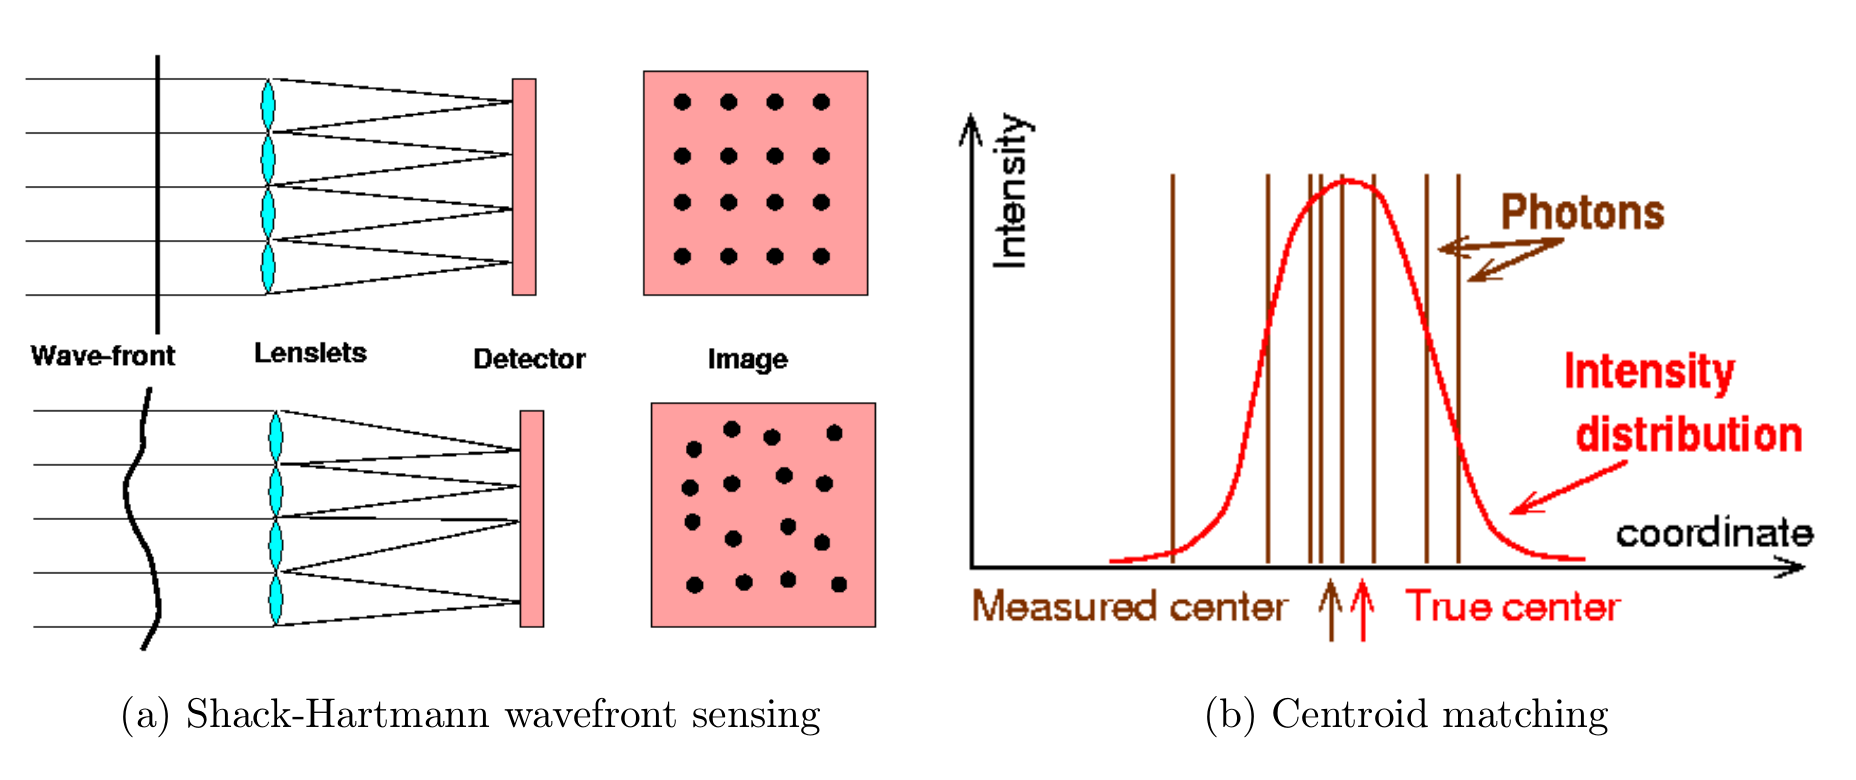 Wave-front
Lenslets
Detector
Image
(a) Shack-Hartmann wavefront sensing
Intensity
Photons
Intensity
distribution
coordinate
Measured center
True center
(b) Centroid matching